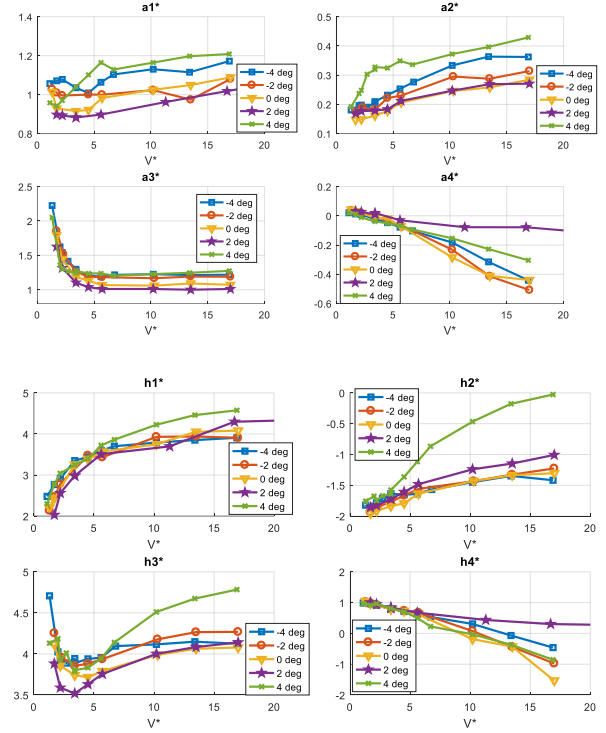 a1*
1.4
1.2
1
0.8
0
5
10
15
20
V*
-4 deg
-2 deg
0 deg
2 deg
4 deg
a2*
0.5
0.4
0.3
0.2
0.1
0
5
10
15
20
V*
-4 deg
-2 deg
0 deg
2 deg
4 deg
a3*
2.5
2
1.5
1
0
5
10
15
20
V*
-4 deg
-2 deg
0 deg
2 deg
4 deg
a4*
0.2
0
-0.2
-0.4
-0.6
0
5
10
15
20
V*
-4 deg
-2 deg
0 deg
2 deg
4 deg
h1*
5
4
3
2
0
5
10
15
20
V*
-4 deg
-2 deg
0 deg
2 deg
4 deg
h2*
0
-0.5
-1
-1.5
-2
0
5
10
15
20
V*
-4 deg
-2 deg
0 deg
2 deg
4 deg
h3*
5
4.5
4
3.5
0
5
10
15
20
V*
-4 deg
-2 deg
0 deg
2 deg
4 deg
h4*
2
1
0
-1
-2
0
5
10
15
20
V*
-4 deg
-2 deg
0 deg
2 deg
4 deg